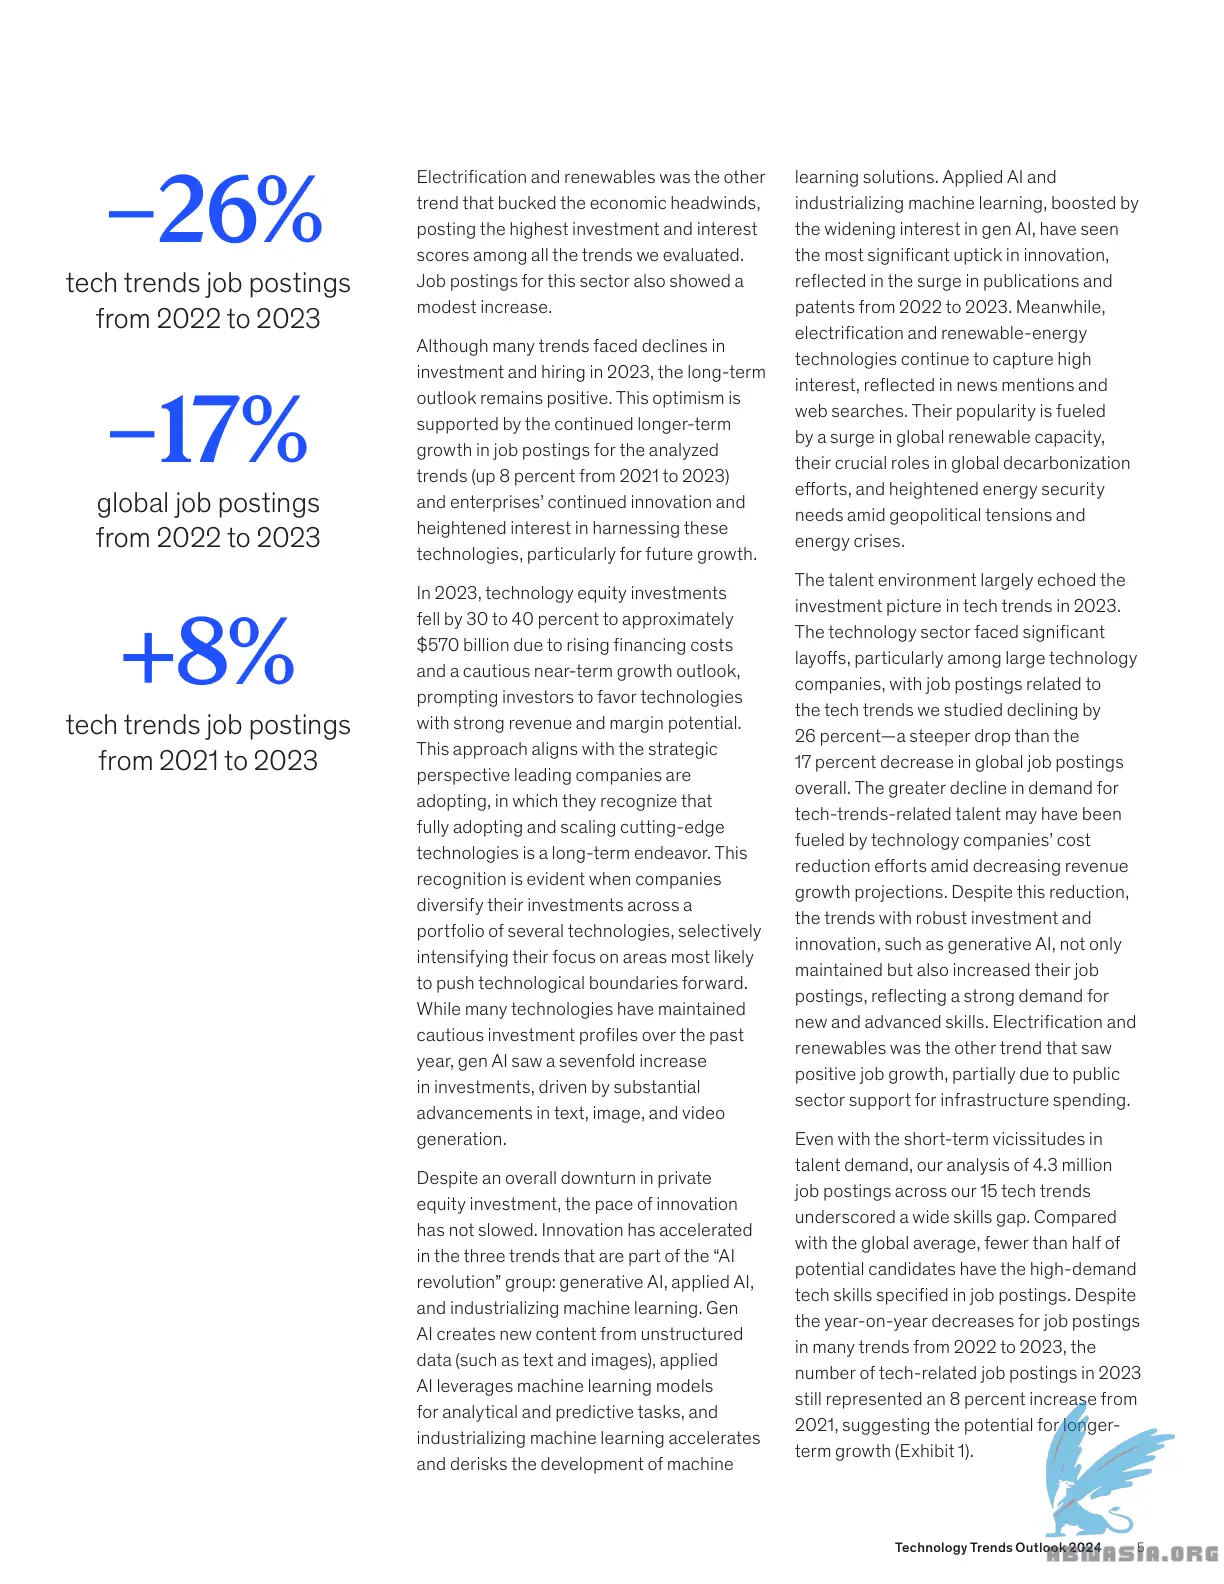 –26%
tech trends job postings
from 2022 to 2023
–17%
global job postings
from 2022 to 2023
+8%
tech trends job postings
from 2021 to 2023
Electrification and renewables was the other
trend that bucked the economic headwinds,
posting the highest investment and interest
scores among all the trends we evaluated.
Job postings for this sector also showed a
modest increase.
Although many trends faced declines in
investment and hiring in 2023, the long-term
outlook remains positive. This optimism is
supported by the continued longer-term
growth in job postings for the analyzed
trends (up 8 percent from 2021 to 2023)
and enterprises’ continued innovation and
heightened interest in harnessing these
technologies, particularly for future growth.
In 2023, technology equity investments
fell by 30 to 40 percent to approximately
$570 billion due to rising financing costs
and a cautious near-term growth outlook,
prompting investors to favor technologies
with strong revenue and margin potential.
This approach aligns with the strategic
perspective leading companies are
adopting, in which they recognize that
fully adopting and scaling cutting-edge
technologies is a long-term endeavor. This
recognition is evident when companies
diversify their investments across a
portfolio of several technologies, selectively
intensifying their focus on areas most likely
to push technological boundaries forward.
While many technologies have maintained
cautious investment profiles over the past
year, gen AI saw a sevenfold increase
in investments, driven by substantial
advancements in text, image, and video
generation.
Despite an overall downturn in private
equity investment, the pace of innovation
has not slowed. Innovation has accelerated
in the three trends that are part of the “AI
revolution” group: generative AI, applied AI,
and industrializing machine learning. Gen
AI creates new content from unstructured
data (such as text and images), applied
AI leverages machine learning models
for analytical and predictive tasks, and
industrializing machine learning accelerates
and derisks the development of machine
learning solutions. Applied AI and
industrializing machine learning, boosted by
the widening interest in gen AI, have seen
the most significant uptick in innovation,
reflected in the surge in publications and
patents from 2022 to 2023. Meanwhile,
electrification and renewable-energy
technologies continue to capture high
interest, reflected in news mentions and
web searches. Their popularity is fueled
by a surge in global renewable capacity,
their crucial roles in global decarbonization
efforts, and heightened energy security
needs amid geopolitical tensions and
energy crises.
The talent environment largely echoed the
investment picture in tech trends in 2023.
The technology sector faced significant
layoffs, particularly among large technology
companies, with job postings related to
the tech trends we studied declining by
26 percent—a steeper drop than the
17 percent decrease in global job postings
overall. The greater decline in demand for
tech-trends-related talent may have been
fueled by technology companies’ cost
reduction efforts amid decreasing revenue
growth projections. Despite this reduction,
the trends with robust investment and
innovation, such as generative AI, not only
maintained but also increased their job
postings, reflecting a strong demand for
new and advanced skills. Electrification and
renewables was the other trend that saw
positive job growth, partially due to public
sector support for infrastructure spending.
Even with the short-term vicissitudes in
talent demand, our analysis of 4.3 million
job postings across our 15 tech trends
underscored a wide skills gap. Compared
with the global average, fewer than half of
potential candidates have the high-demand
tech skills specified in job postings. Despite
the year-on-year decreases for job postings
in many trends from 2022 to 2023, the
number of tech-related job postings in 2023
still represented an 8 percent increase from
2021, suggesting the potential for longer-
term growth (Exhibit 1).
Technology Trends Outlook 2024 5
ABWASIA.ORG